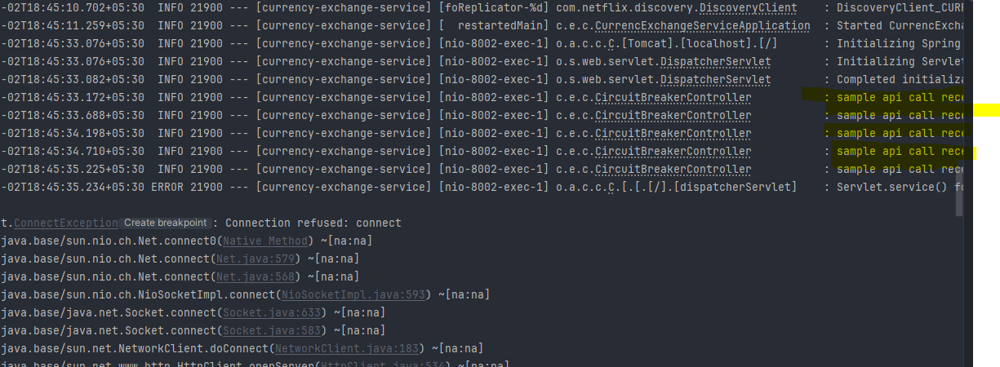 -02T18:45:10.702+05:30  INFO 21900 --- [currency-exchange-service] [foReplicator-%d] com.netflix.discovery.DiscoveryClient    : DiscoveryClient_CURR
-02T18:45:11.259+05:30  INFO 21900 --- [currency-exchange-service] [  restartedMain] c.e.c.CurrencExchangeServiceApplication  : Started CurrencExcha
-02T18:45:33.076+05:30  INFO 21900 --- [currency-exchange-service] [nio-8002-exec-1] o.a.c.c.C.[Tomcat].[localhost].[/]       : Initializing Spring
-02T18:45:33.076+05:30  INFO 21900 --- [currency-exchange-service] [nio-8002-exec-1] o.s.web.servlet.DispatcherServlet        : Initializing Servlet
-02T18:45:33.082+05:30  INFO 21900 --- [currency-exchange-service] [nio-8002-exec-1] o.s.web.servlet.DispatcherServlet        : Completed initializa
-02T18:45:33.172+05:30  INFO 21900 --- [currency-exchange-service] [nio-8002-exec-1] c.e.c.CircuitBreakerController           : sample api call rece
-02T18:45:33.688+05:30  INFO 21900 --- [currency-exchange-service] [nio-8002-exec-1] c.e.c.CircuitBreakerController           : sample api call rece
-02T18:45:34.198+05:30  INFO 21900 --- [currency-exchange-service] [nio-8002-exec-1] c.e.c.CircuitBreakerController           : sample api call rece
-02T18:45:34.710+05:30  INFO 21900 --- [currency-exchange-service] [nio-8002-exec-1] c.e.c.CircuitBreakerController           : sample api call rece
-02T18:45:35.225+05:30  INFO 21900 --- [currency-exchange-service] [nio-8002-exec-1] c.e.c.CircuitBreakerController           : sample api call rece
-02T18:45:35.234+05:30 ERROR 21900 --- [currency-exchange-service] [nio-8002-exec-1] o.a.c.c.C.[.[.[/].[dispatcherServlet]    : Servlet.service() fo
t.ConnectException Create breakpoint : Connection refused: connect
java.base/sun.nio.ch.Net.connect0(Native Method) ~[na:na]
java.base/sun.nio.ch.Net.connect(Net.java:579) ~[na:na]
java.base/sun.nio.ch.Net.connect(Net.java:568) ~[na:na]
java.base/sun.nio.ch.NioSocketImpl.connect(NioSocketImpl.java:593) ~[na:na]
java.base/java.net.Socket.connect(Socket.java:633) ~[na:na]
java.base/java.net.Socket.connect(Socket.java:583) ~[na:na]
java.base/sun.net.NetworkClient.doConnect(NetworkClient.java:183) ~[na:na]
java.base/sun.net.www.http.HttpClient.openServer(HttpClient.java:534) ~[na:na]